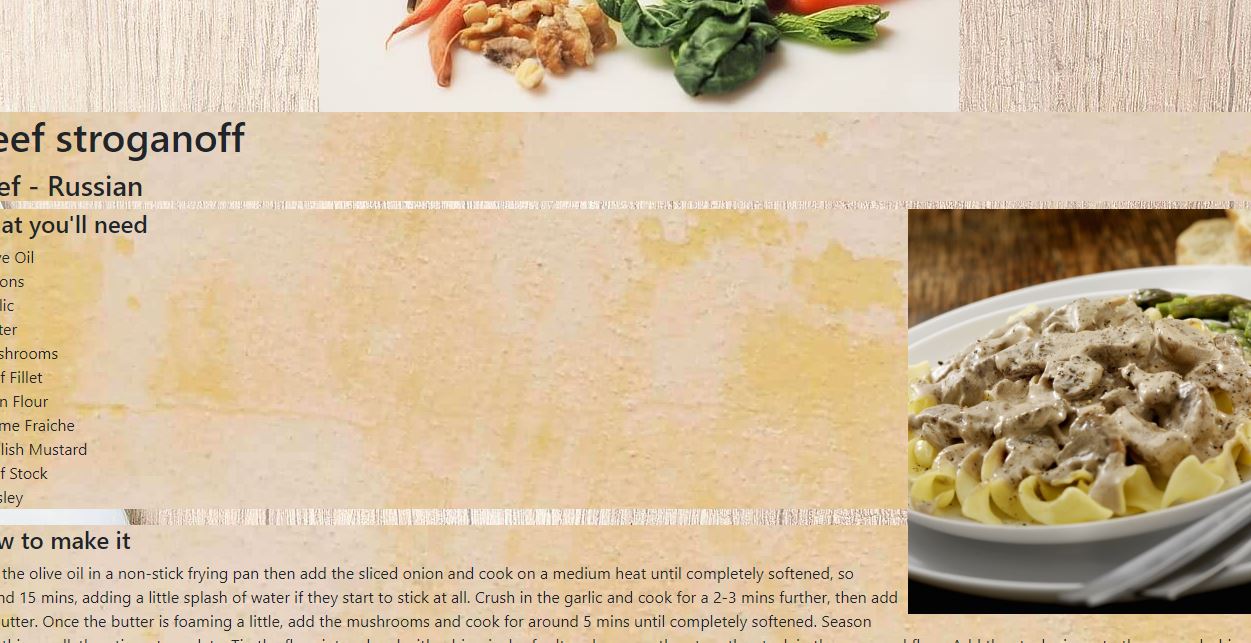 eef stroganoff
ef - Russian
at you'll need
ve Oil
ons
lic
ter
shrooms
f Fillet
n Flour
me Fraiche
lish Mustard
f Stock
sley
w to make it
the olive oil in a non-stick frying pan then add the sliced onion and cook on a medium heat until completely softened, so
nd 15 mins, adding a little splash of water if they start to stick at all. Crush in the garlic and cook for a 2-3 mins further, then add
utter. Once the butter is foaming a little, add the mushrooms and cook for around 5 mins until completely softened. Season